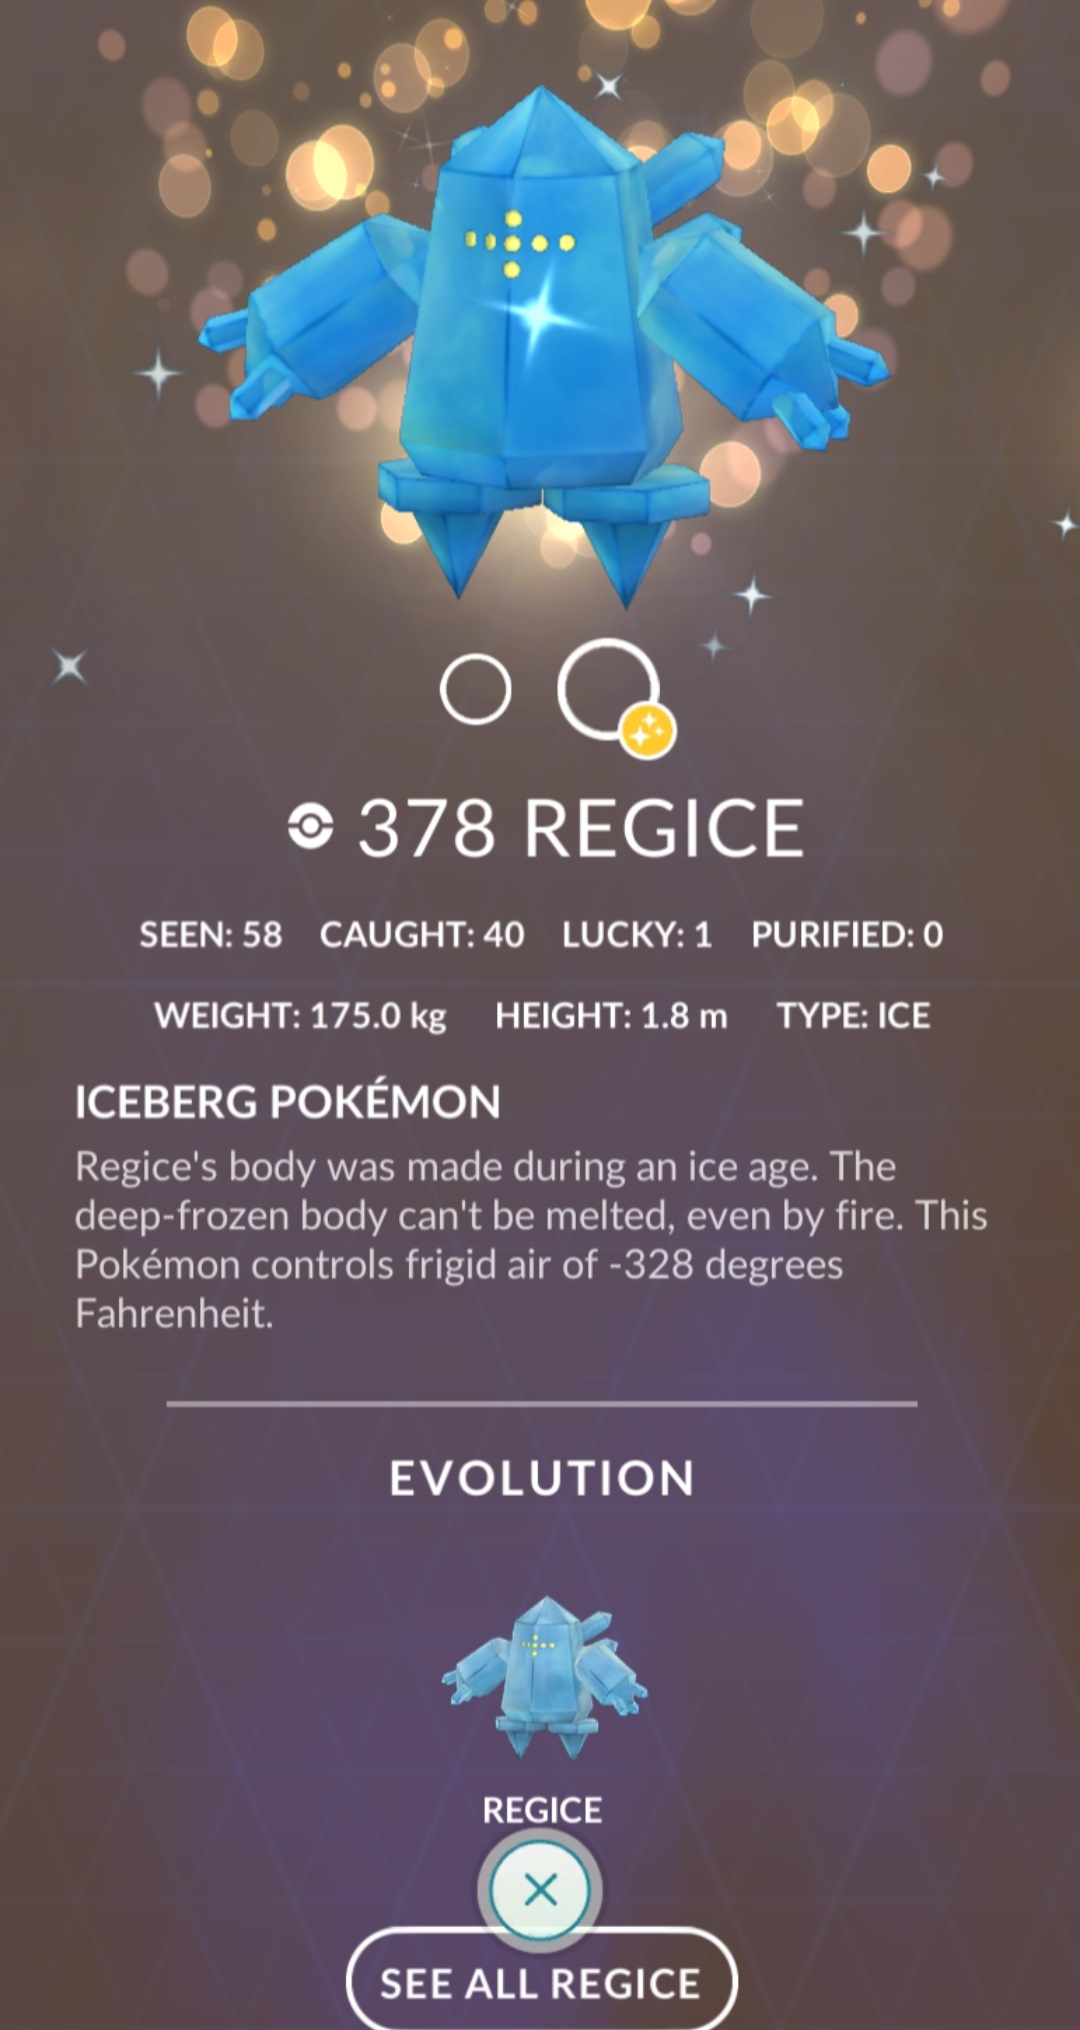 378 REGICE
SEEN: 58 CAUGHT: 40 LUCKY: 1 PURIFIED: 0
WEIGHT: 175.0 kg HEIGHT: 1.8 m TYPE: ICE
ICEBERG POKÉMON
Regice's body was made during an ice age. The
deep-frozen body can't be melted, even by fire. This
Pokémon controls frigid air of -328 degrees
Fahrenheit.
EVOLUTION
REGICE
SEE ALL REGICE